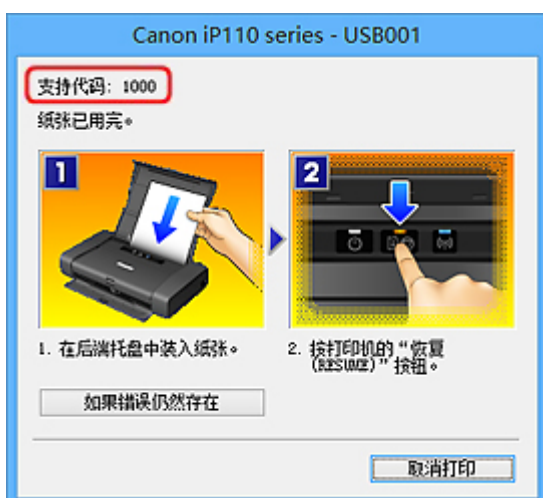 Canon iP110 series - USB001
支持代码: 1000
纸张已用完。
1
2
1. 在后端托盘中装入纸张。
2. 按打印机的“恢复
(RESUME)”按钮。
如果错误仍然存在
取消打印